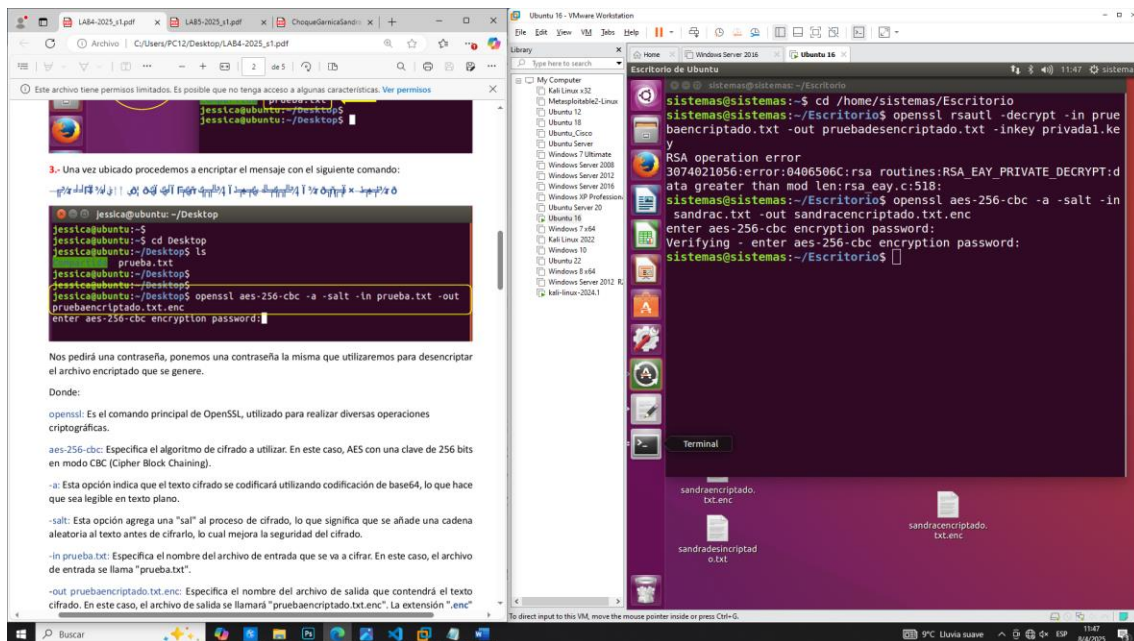 LAB4-2025_s1.pdf
LAB5-2025_s1.pdf
ChoqueGarnicaSandra
Archivo
C:/Users/PC12/Desktop/LAB4-2025_s1.pdf
2 de 5
Este archivo tiene permisos limitados. Es posible que no tenga acceso a algunas características. Ver permisos
prueba.txt
jessica@ubuntu:~/Desktop$
jessica@ubuntu:~/Desktop$
3.- Una vez ubicado procedemos a encriptar el mensaje con el siguiente comando:
jessica@ubuntu: ~/Desktop
jessica@ubuntu:~$
jessica@ubuntu:~$ cd Desktop
jessica@ubuntu:~/Desktop$ ls
prueba.txt
jessica@ubuntu:~/Desktop$
jessica@ubuntu:~/Desktop$
jessica@ubuntu:~/Desktop$ openssl aes-256-cbc -a -salt -in prueba.txt -out
pruebaencriptado.txt.enc
enter aes-256-cbc encryption password:
Nos pedirá una contraseña, ponemos una contraseña la misma que utilizaremos para desencriptar
el archivo encriptado que se genere.
Donde:
openssl: Es el comando principal de OpenSSL, utilizado para realizar diversas operaciones
criptográficas.
aes-256-cbc: Especifica el algoritmo de cifrado a utilizar. En este caso, AES con una clave de 256 bits
en modo CBC (Cipher Block Chaining).
-a: Esta opción indica que el texto cifrado se codificará utilizando codificación de base64, lo que hace
que sea legible en texto plano.
-salt: Esta opción agrega una "sal" al proceso de cifrado, lo que significa que se añade una cadena
aleatoria al texto antes de cifrarlo, lo cual mejora la seguridad del cifrado.
-in prueba.txt: Especifica el nombre del archivo de entrada que se va a cifrar. En este caso, el archivo
de entrada se llama "prueba.txt".
-out pruebaencriptado.txt.enc: Especifica el nombre del archivo de salida que contendrá el texto
cifrado. En este caso, el archivo de salida se llamará "pruebaencriptado.txt.enc". La extensión ".enc"
Ubuntu 16 - VMware Workstation
File Edit View VM Tabs Help
Library
Type here to search
My Computer
Kali Linux x32
Metasploitable2-Linux
Ubuntu 12
Ubuntu 18
Ubuntu_Cisco
Ubuntu Server
Windows 7 Ultimate
Windows Server 2008
Windows Server 2012
Windows Server 2016
Windows XP Profession
Ubuntu Server 20
Ubuntu 16
Windows 7 x64
Kali Linux 2022
Windows 10
Ubuntu 22
Windows 8 x64
Windows Server 2012 R
kali-linux-2024.1
Home
Windows Server 2016
Ubuntu 16
Escritorio de Ubuntu
11:47
sistema
sistemas@sistemas: ~/Escritorio
sistemas@sistemas:~$ cd /home/sistemas/Escritorio
sistemas@sistemas:~/Escritorio$ openssl rsautl -decrypt -in prue
baencriptado.txt -out pruebadesencriptado.txt -inkey privada1.ke
y
RSA operation error
3074021056:error:0406506C:rsa routines:RSA_EAY_PRIVATE_DECRYPT:d
ata greater than mod len:rsa_eay.c:518:
sistemas@sistemas:~/Escritorio$ openssl aes-256-cbc -a -salt -in
sandrac.txt -out sandracencriptado.txt.enc
enter aes-256-cbc encryption password:
Verifying - enter aes-256-cbc encryption password:
sistemas@sistemas:~/Escritorio$
Terminal
sandraencriptado.
txt.enc
sandracencriptado.
txt.enc
sandradesincriptad
o.txt
To direct input to this VM, move the mouse pointer inside or press Ctrl+G.
Buscar
9°C Lluvia suave
ESP
11:47
8/4/2025